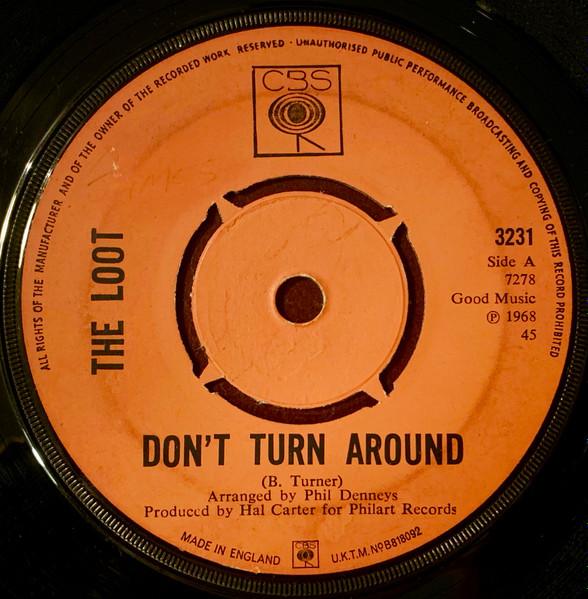 ALL RIGHTS OF THE MANUFACTURER AND OF THE OWNER OF THE RECORDED WORK RESERVED · UNAUTHORISED PUBLIC PERFORMANCE BROADCASTING AND COPYING OF THIS RECORD PROHIBITED
CBS
THE LOOT
3231
Side A
7278
Good Music
℗ 1968
45
DON'T TURN AROUND
(B. Turner)
Arranged by Phil Denneys
Produced by Hal Carter for Philart Records
MADE IN ENGLAND
CBS
U.K.T.M. Nº B818092